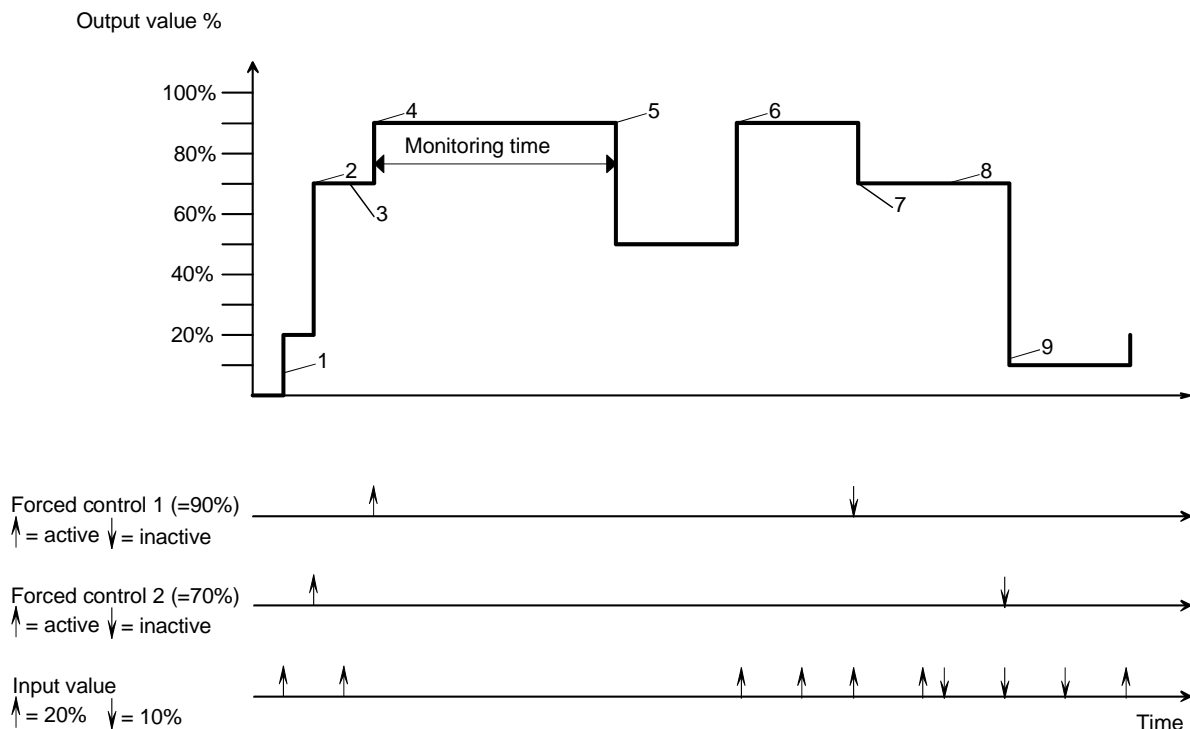 Output value %
100%
80%
60%
40%
20%
4
5
6
Monitoring time
2
3
8
7
1
9
Forced control 1 (=90%)
= active = inactive
Forced control 2 (=70%)
= active = inactive
Input value
= 20% = 10%
Time